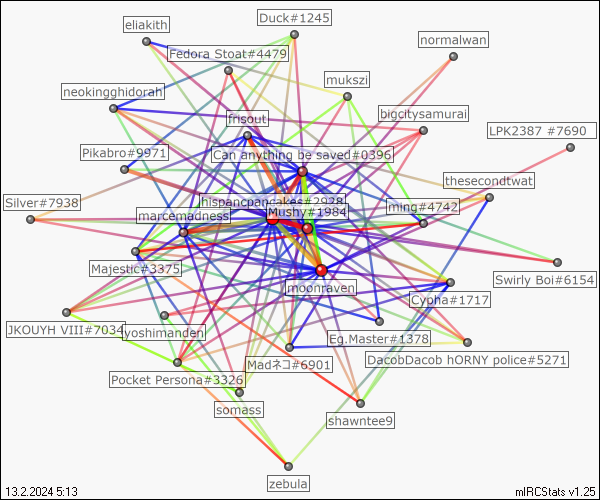 eliakith
Duck#1245
Fedora Stoat#4479
normalwan
neokingghidorah
mukszi
frisout
bigcitysamurai
LPK2387 #7690
Pikabro#9971
Can anything be saved#0396
thesecondtwat
Silver#7938
hispancpancakes#2928
marcemadness
Mushy#1984
ming#4742
Majestic#3375
Swirly Boi#6154
moonraven
Cypha#1717
JKOUYH VIII#7034
Iyoshimanden
Eg.Master#1378
DacobDacob hORNY police#5271
Madネコ#6901
Pocket Persona#3326
somass
shawntee9
zebula
13.2.2024 5:13
mIRCStats v1.25